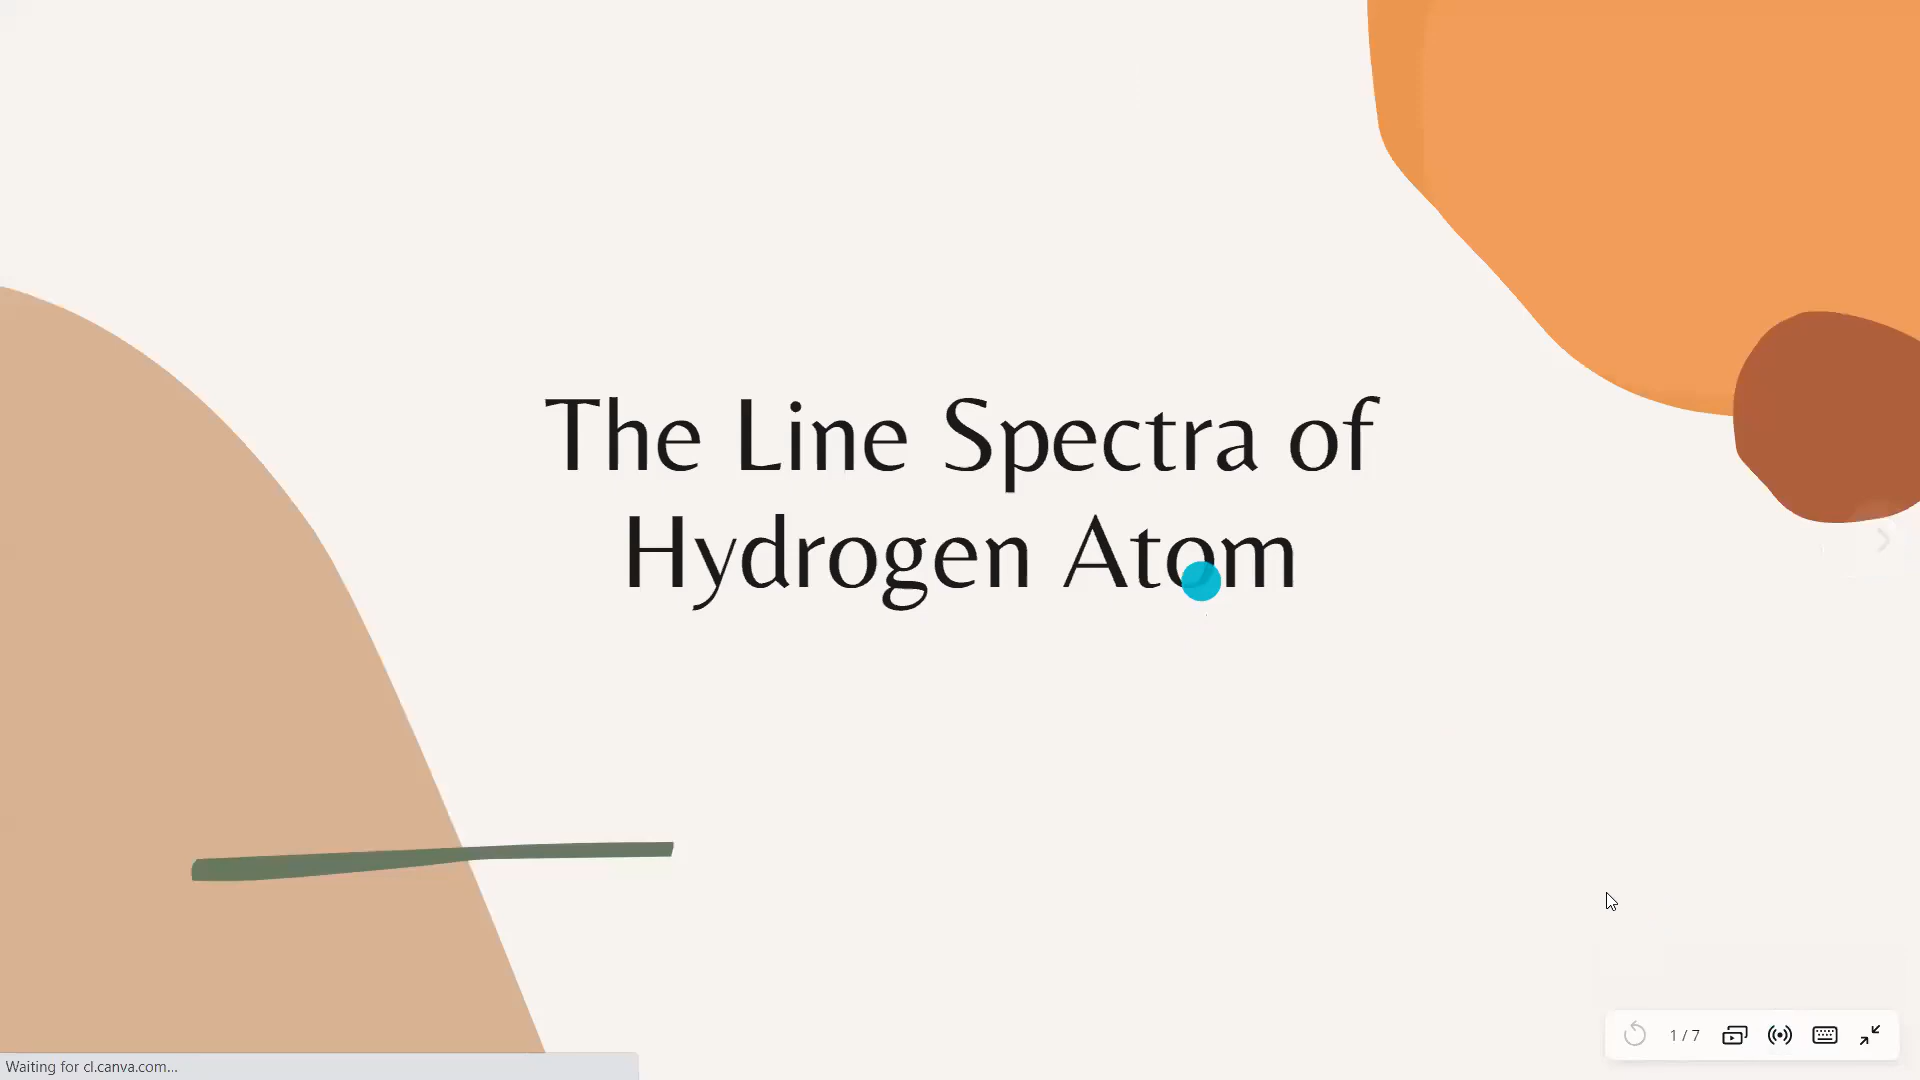 The Line Spectra of
Hydrogen Atom
1 / 7
Waiting for cl.canva.com...